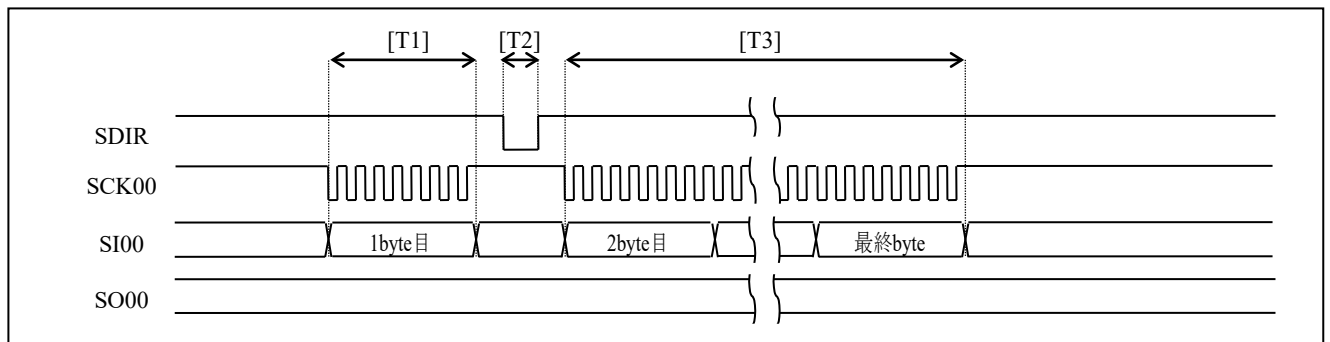 [T1] [T2] [T3]
SDIR
SCK00
SI00 1byte目 2byte目 最終byte
SO00